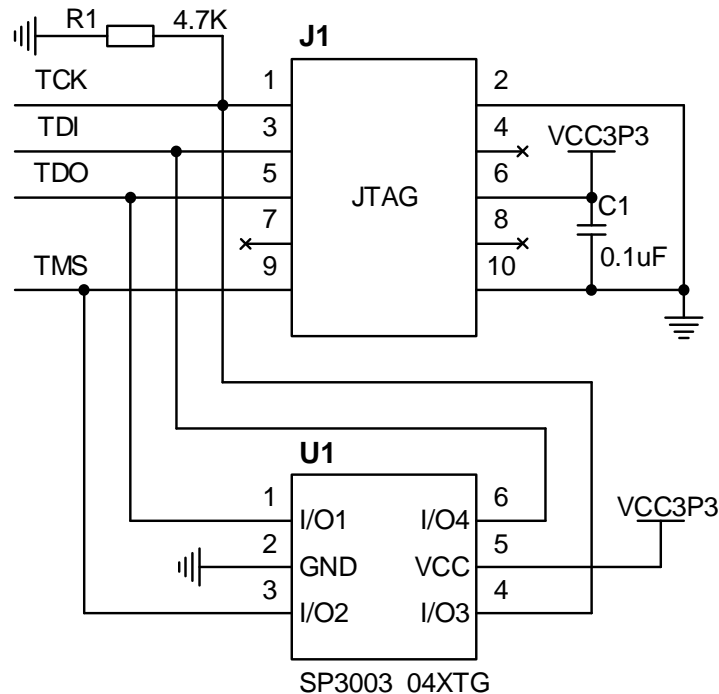 R1 4.7K
J1
TCK 1 2
TDI 3 4 VCC3P3
TDO 5 6
JTAG C1
7 8
0.1uF
TMS 9 10
U1
1 I/O1 I/O4 6
VCC3P3
2 GND VCC 5
3 I/O2 I/O3 4
SP3003_04XTG